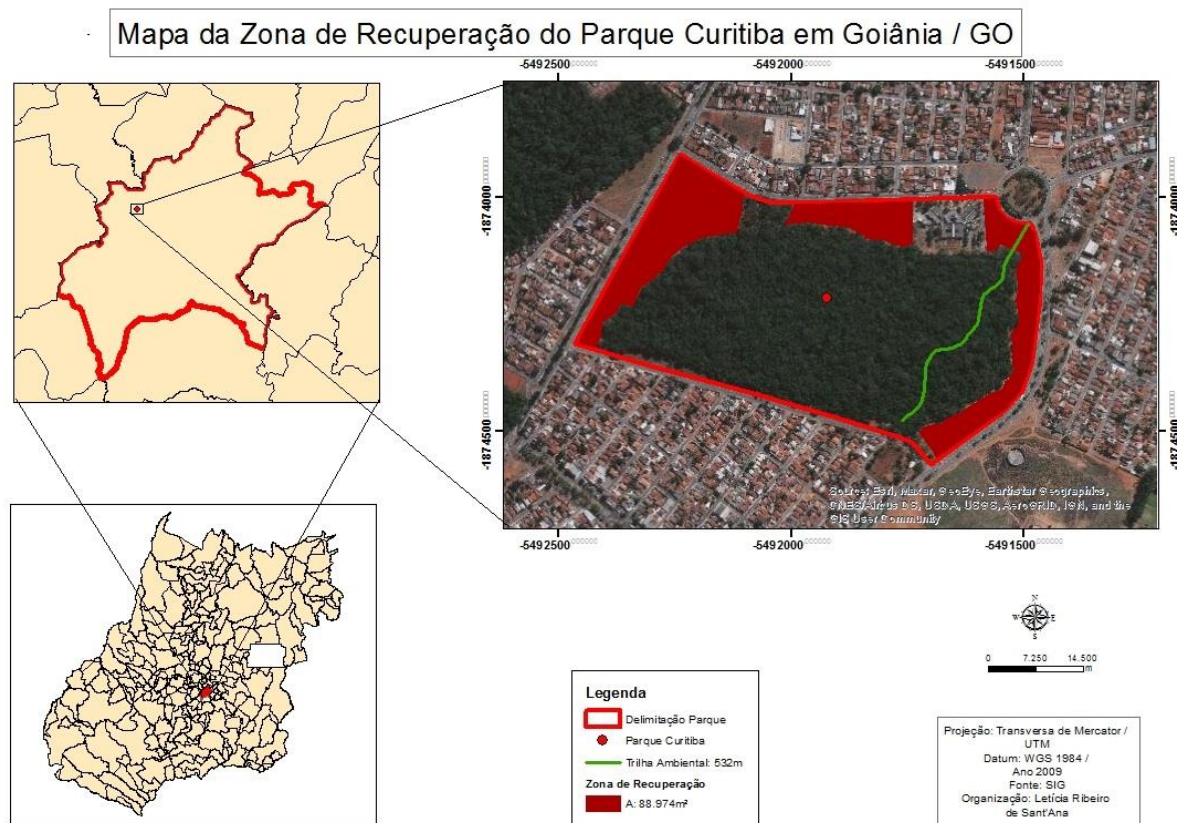 Mapa da Zona de Recuperação do Parque Curitiba em Goiânia / GO
-5492500 -5492000 -5491500
-1874000 -1874000
-1874500 -1874500
Source: Esri, Maxar, GeoEye, Earthstar Geographics,
CNES/Airbus DS, USDA, USGS, AeroGRID, IGN, and the
GIS User Community
-5492500 -5492000 -5491500
N
W E
S
0 7.250 14.500
m
Legenda
Delimitação Parque
Parque Curitiba
Trilha Ambiental: 532m
Zona de Recuperação
A: 88.974m²
Projeção: Transversa de Mercator /
UTM
Datum: WGS 1984 /
Ano 2009
Fonte: SIG
Organização: Letícia Ribeiro
de Sant'Ana